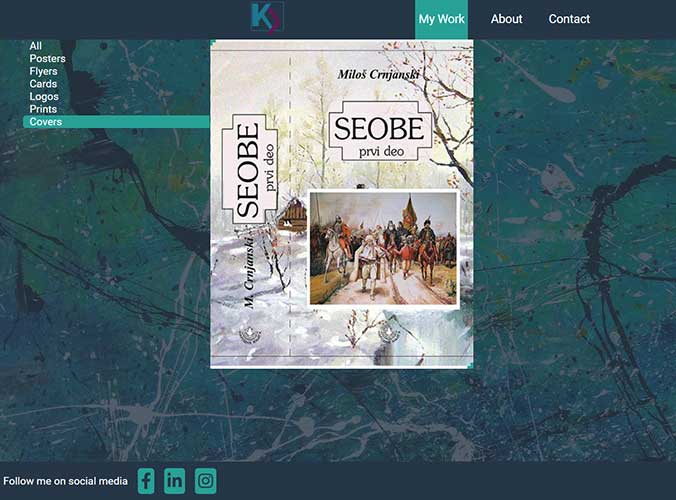 K
My Work
About
Contact
All
Posters
Flyers
Cards
Logos
Prints
Covers
Miloš Crnjanski
SEOBE
prvi deo
SEOBE
prvi deo
M. Crnjanski
Follow me on social media
f
in